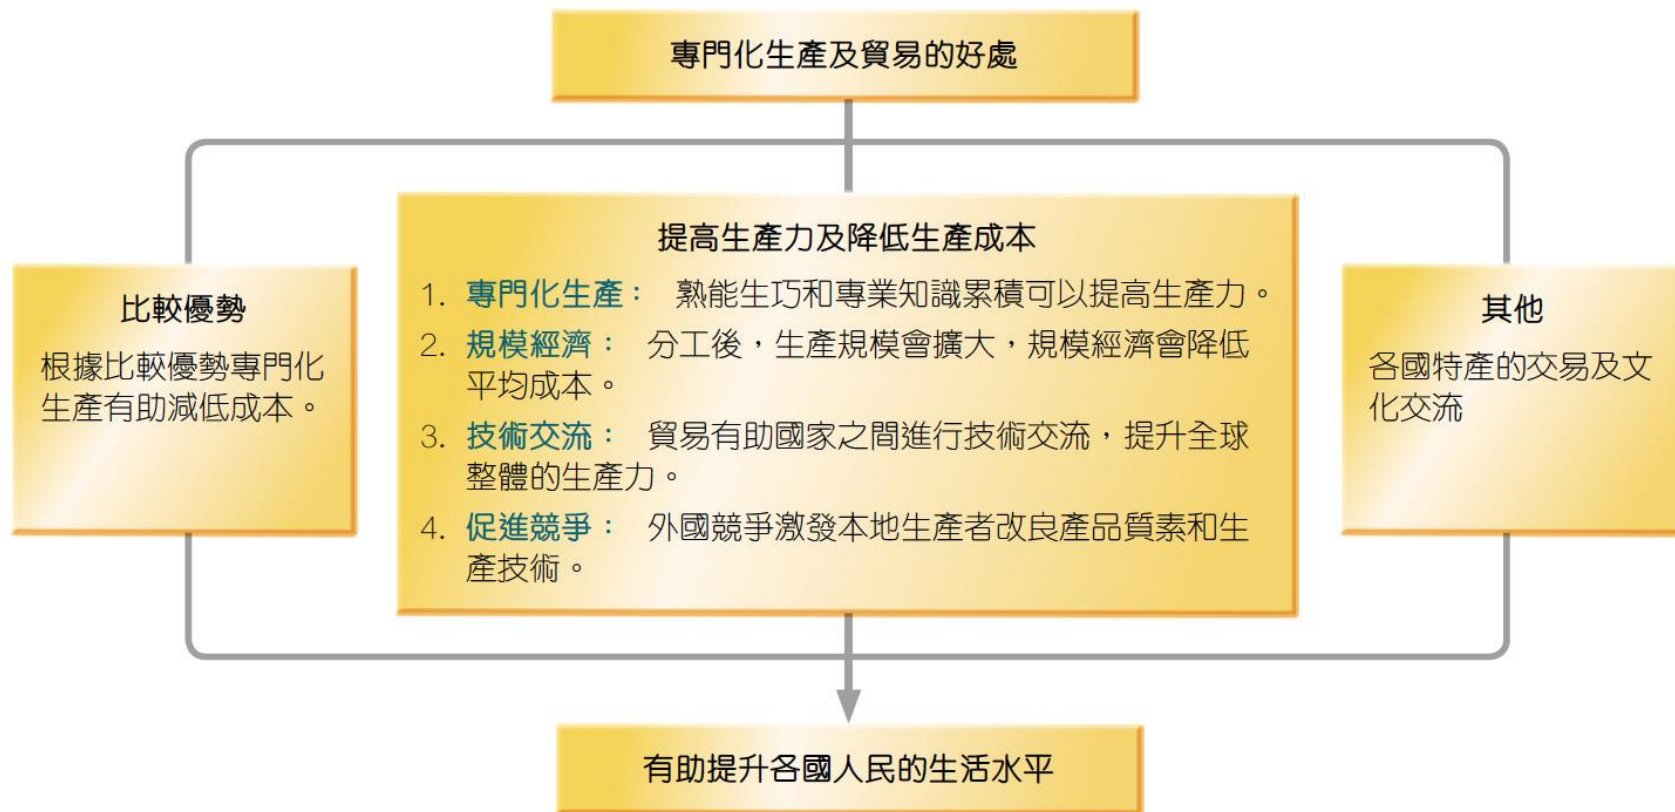 專門化生產及貿易的好處
比較優勢
根據比較優勢專門化
生產有助減低成本。
提高生產力及降低生產成本
1. 專門化生產： 熟能生巧和專業知識累積可以提高生產力。
2. 規模經濟： 分工後，生產規模會擴大，規模經濟會降低
平均成本。
3. 技術交流： 貿易有助國家之間進行技術交流，提升全球
整體的生產力。
4. 促進競爭： 外國競爭激發本地生產者改良產品質素和生
產技術。
其他
各國特產的交易及文
化交流
有助提升各國人民的生活水平